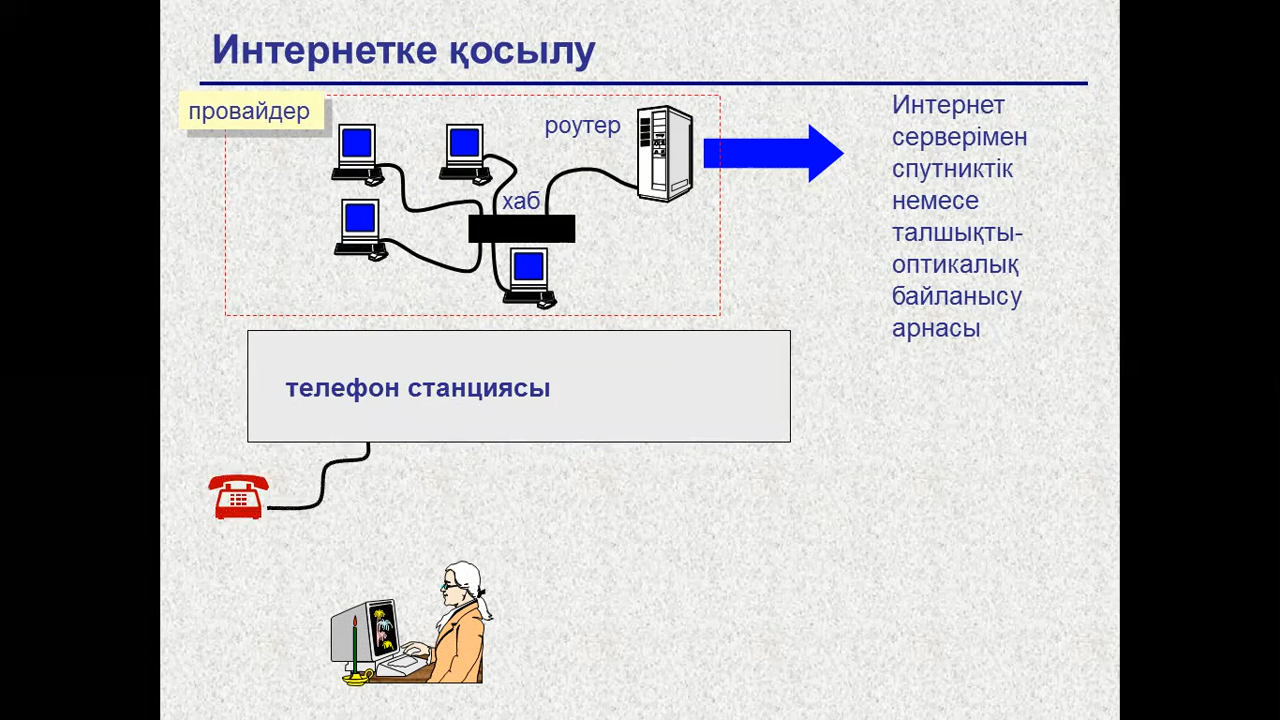 Интернетке қосылу
провайдер
роутер
хаб
Интернет
серверімен
спутниктік
немесе
талшықты-
оптикалық
байланысу
арнасы
телефон станциясы